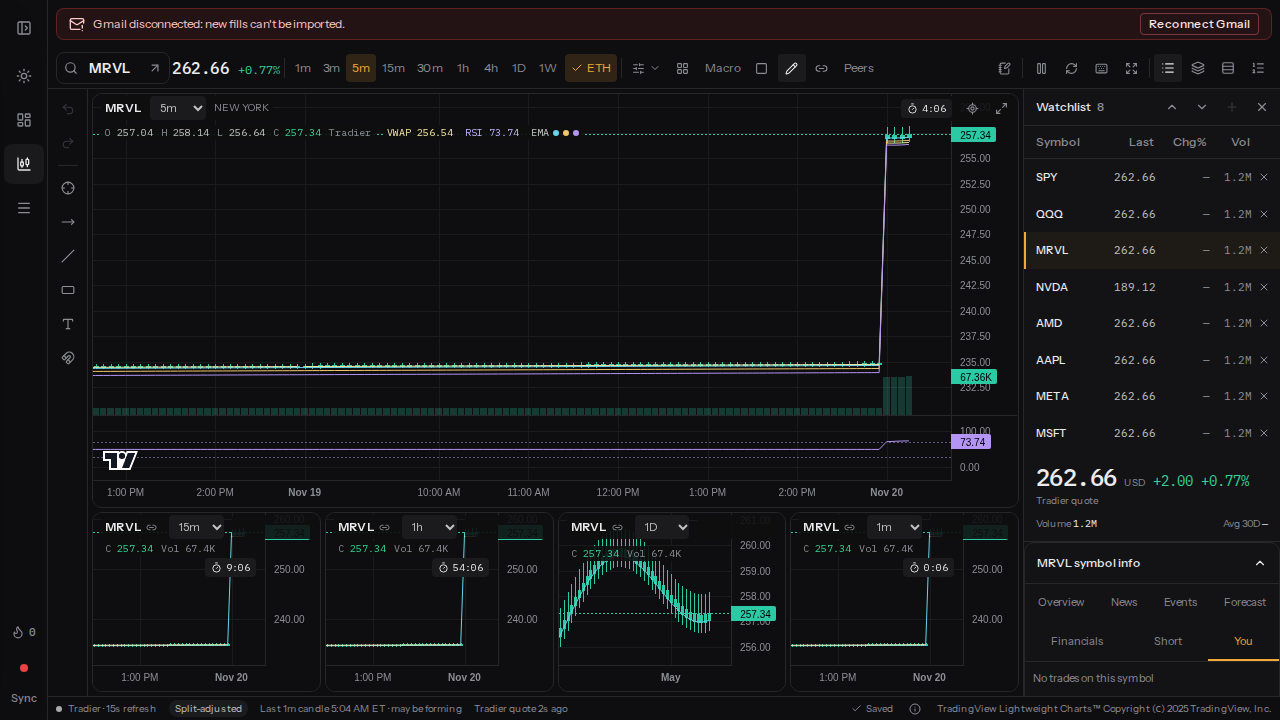 Gmail disconnected: new fills can't be imported. Reconnect Gmail
MRVL 262.66 +0.77% 1m 3m 5m 15m 30m 1h 4h 1D 1W ETH Macro Peers
MRVL 5m NEW YORK 4:06
O 257.04 H 258.14 L 256.64 C 257.34 Tradier VWAP 256.54 RSI 73.74 EMA
257.34
255.00
252.50
250.00
247.50
245.00
242.50
240.00
237.50
235.00
67.36K
232.50
100.00
73.74
0.00
1:00 PM 2:00 PM Nov 19 10:00 AM 11:00 AM 12:00 PM 1:00 PM 2:00 PM Nov 20
MRVL 15m
C 257.34 Vol 67.4K
9:06
250.00
240.00
1:00 PM Nov 20
MRVL 1h
C 257.34 Vol 67.4K
54:06
250.00
240.00
1:00 PM Nov 20
MRVL 1D
C 257.34 Vol 67.4K
260.00
259.00
258.00
257.34
257.00
256.00
May
MRVL 1m
C 257.34 Vol 67.4K
0:06
250.00
240.00
1:00 PM Nov 20
Watchlist 8
Symbol Last Chg% Vol
SPY 262.66 — 1.2M
QQQ 262.66 — 1.2M
MRVL 262.66 — 1.2M
NVDA 189.12 — 1.2M
AMD 262.66 — 1.2M
AAPL 262.66 — 1.2M
META 262.66 — 1.2M
MSFT 262.66 — 1.2M
262.66 USD +2.00 +0.77%
Tradier quote
Volume 1.2M Avg 30D —
MRVL symbol info
Overview News Events Forecast
Financials Short You
No trades on this symbol
0
Sync
Tradier · 15s refresh Split-adjusted Last 1m candle 5:04 AM ET · may be forming Tradier quote 2s ago Saved TradingView Lightweight Charts™ Copyright (c) 2025 TradingView, Inc.